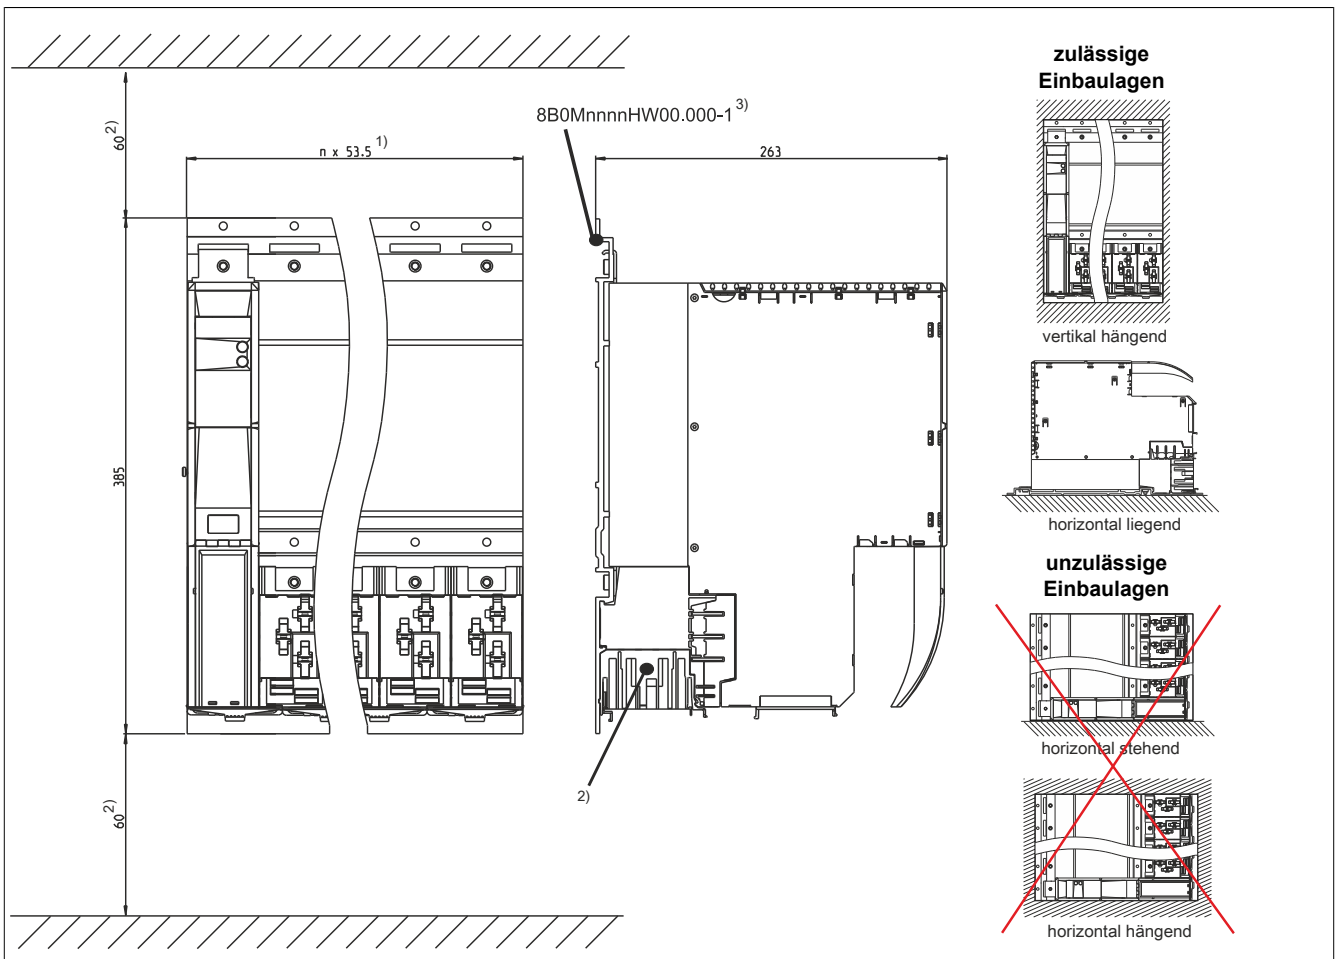 60 2)
n x 53.5 1)
385
60 2)
8B0MnnnnHW00.000-1 3)
263
2)
zulässige
Einbaulagen
vertikal hängend
horizontal liegend
unzulässige
Einbaulagen
horizontal stehend
horizontal hängend